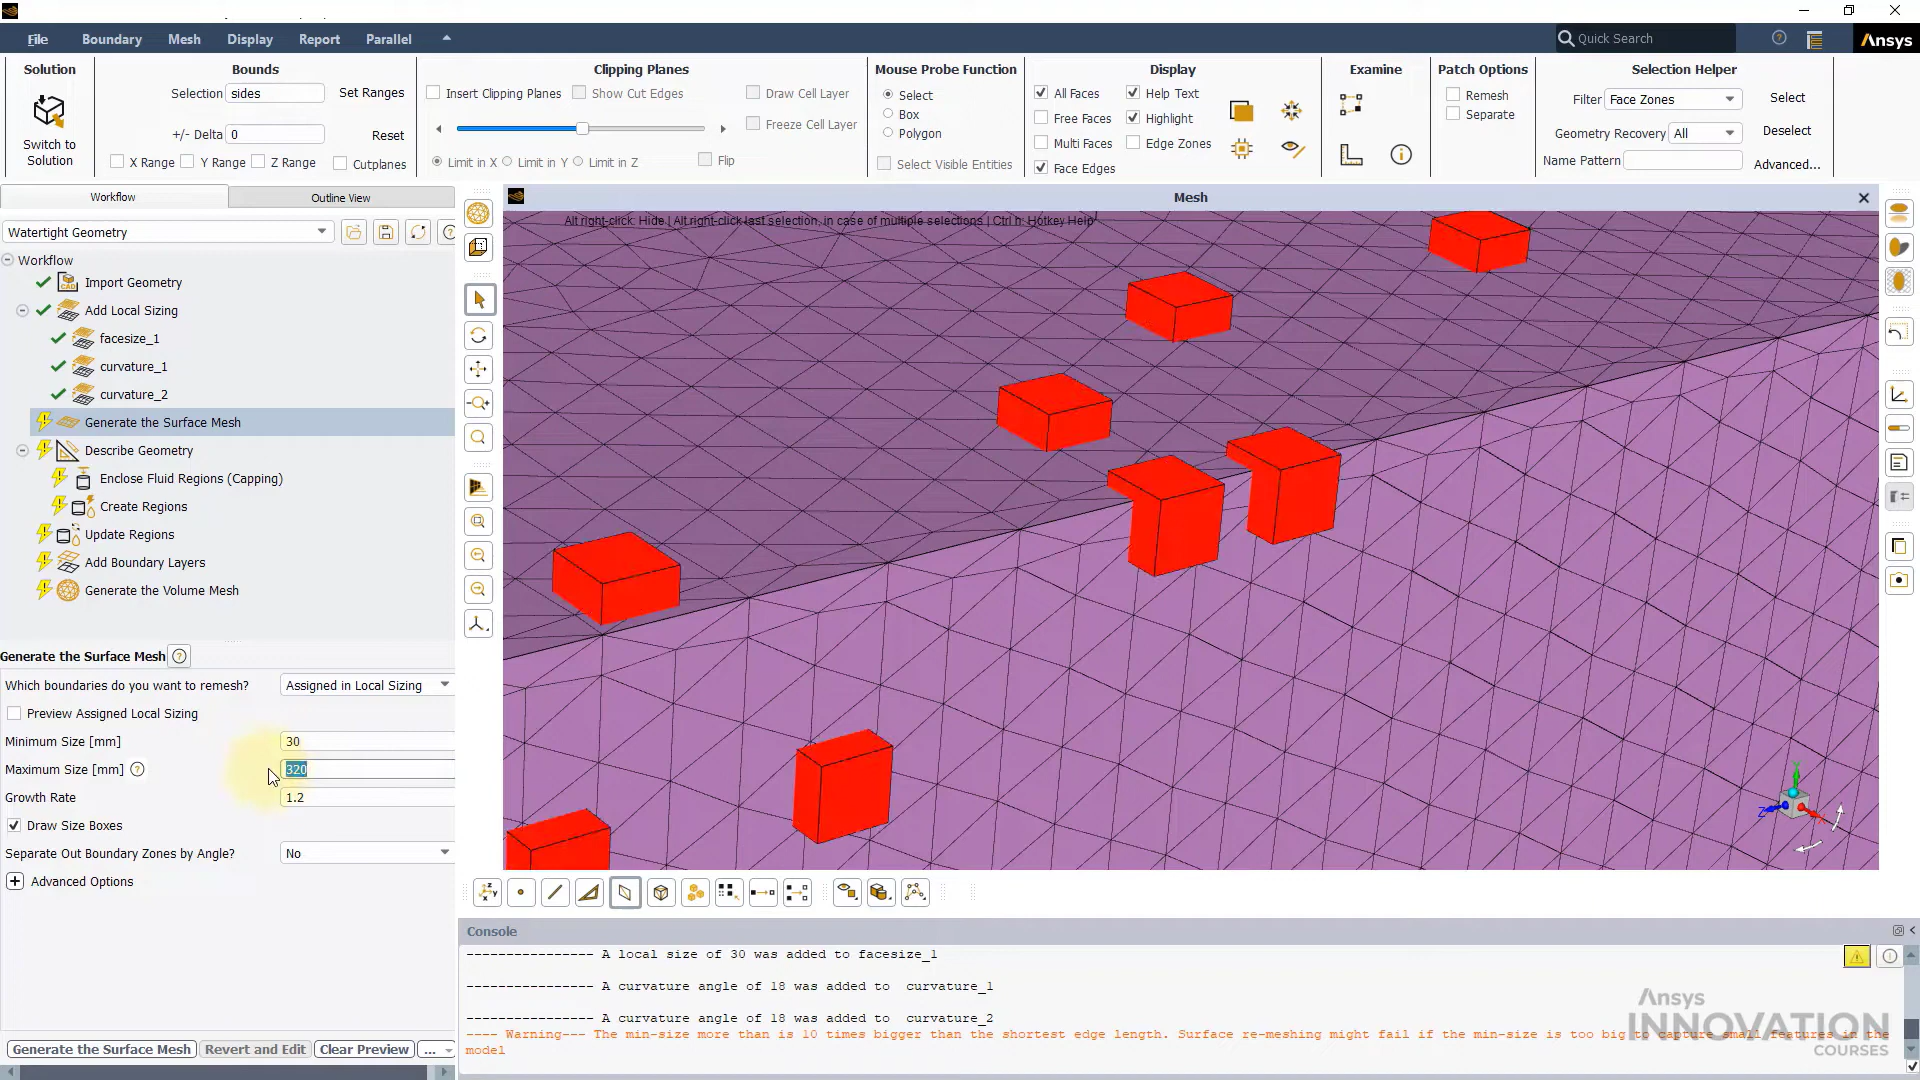 File
Boundary
Mesh
Display
Report
Parallel
Quick Search
Ansys
Solution
Switch to
Solution
Bounds
Selection sides Set Ranges
+/- Delta 0 Reset
X Range Y Range Z Range Cutplanes
Clipping Planes
Insert Clipping Planes Show Cut Edges Draw Cell Layer
Freeze Cell Layer
Limit in X Limit in Y Limit in Z Flip
Mouse Probe Function
Select
Box
Polygon
Select Visible Entities
Display
All Faces Help Text
Free Faces Highlight
Multi Faces Edge Zones
Face Edges
Examine
Patch Options
Remesh
Separate
Selection Helper
Filter Face Zones Select
Geometry Recovery All Deselect
Name Pattern Advanced...
Workflow
Outline View
Watertight Geometry
Workflow
Import Geometry
Add Local Sizing
facesize_1
curvature_1
curvature_2
Generate the Surface Mesh
Describe Geometry
Enclose Fluid Regions (Capping)
Create Regions
Update Regions
Add Boundary Layers
Generate the Volume Mesh
Generate the Surface Mesh
Which boundaries do you want to remesh? Assigned in Local Sizing
Preview Assigned Local Sizing
Minimum Size [mm] 30
Maximum Size [mm] 320
Growth Rate 1.2
Draw Size Boxes
Separate Out Boundary Zones by Angle? No
Advanced Options
Generate the Surface Mesh Revert and Edit Clear Preview ...
Mesh
Alt right-click: Hide | Alt right-click last selection, in case of multiple selections | Ctrl h: Hotkey Help
Y
Z
X
Console
---------------- A local size of 30 was added to facesize_1
---------------- A curvature angle of 18 was added to curvature_1
---------------- A curvature angle of 18 was added to curvature_2
---- Warning--- The min-size more than is 10 times bigger than the shortest edge length. Surface re-meshing might fail if the min-size is too big to capture small features in the
model
Ansys
INNOVATION
COURSES